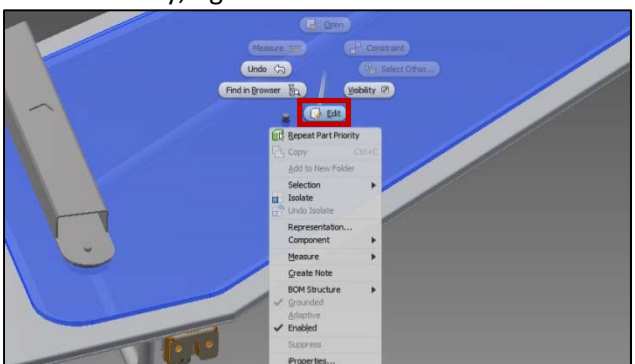 Open
Measure
Constraint
Undo
Select Other...
Find in Browser
Visibility
Edit
Repeat Part Priority
Copy Ctrl+C
Add to New Folder
Selection
Isolate
Undo Isolate
Representation...
Component
Measure
Create Note
BOM Structure
Grounded
Adaptive
Enabled
Suppress
iProperties...